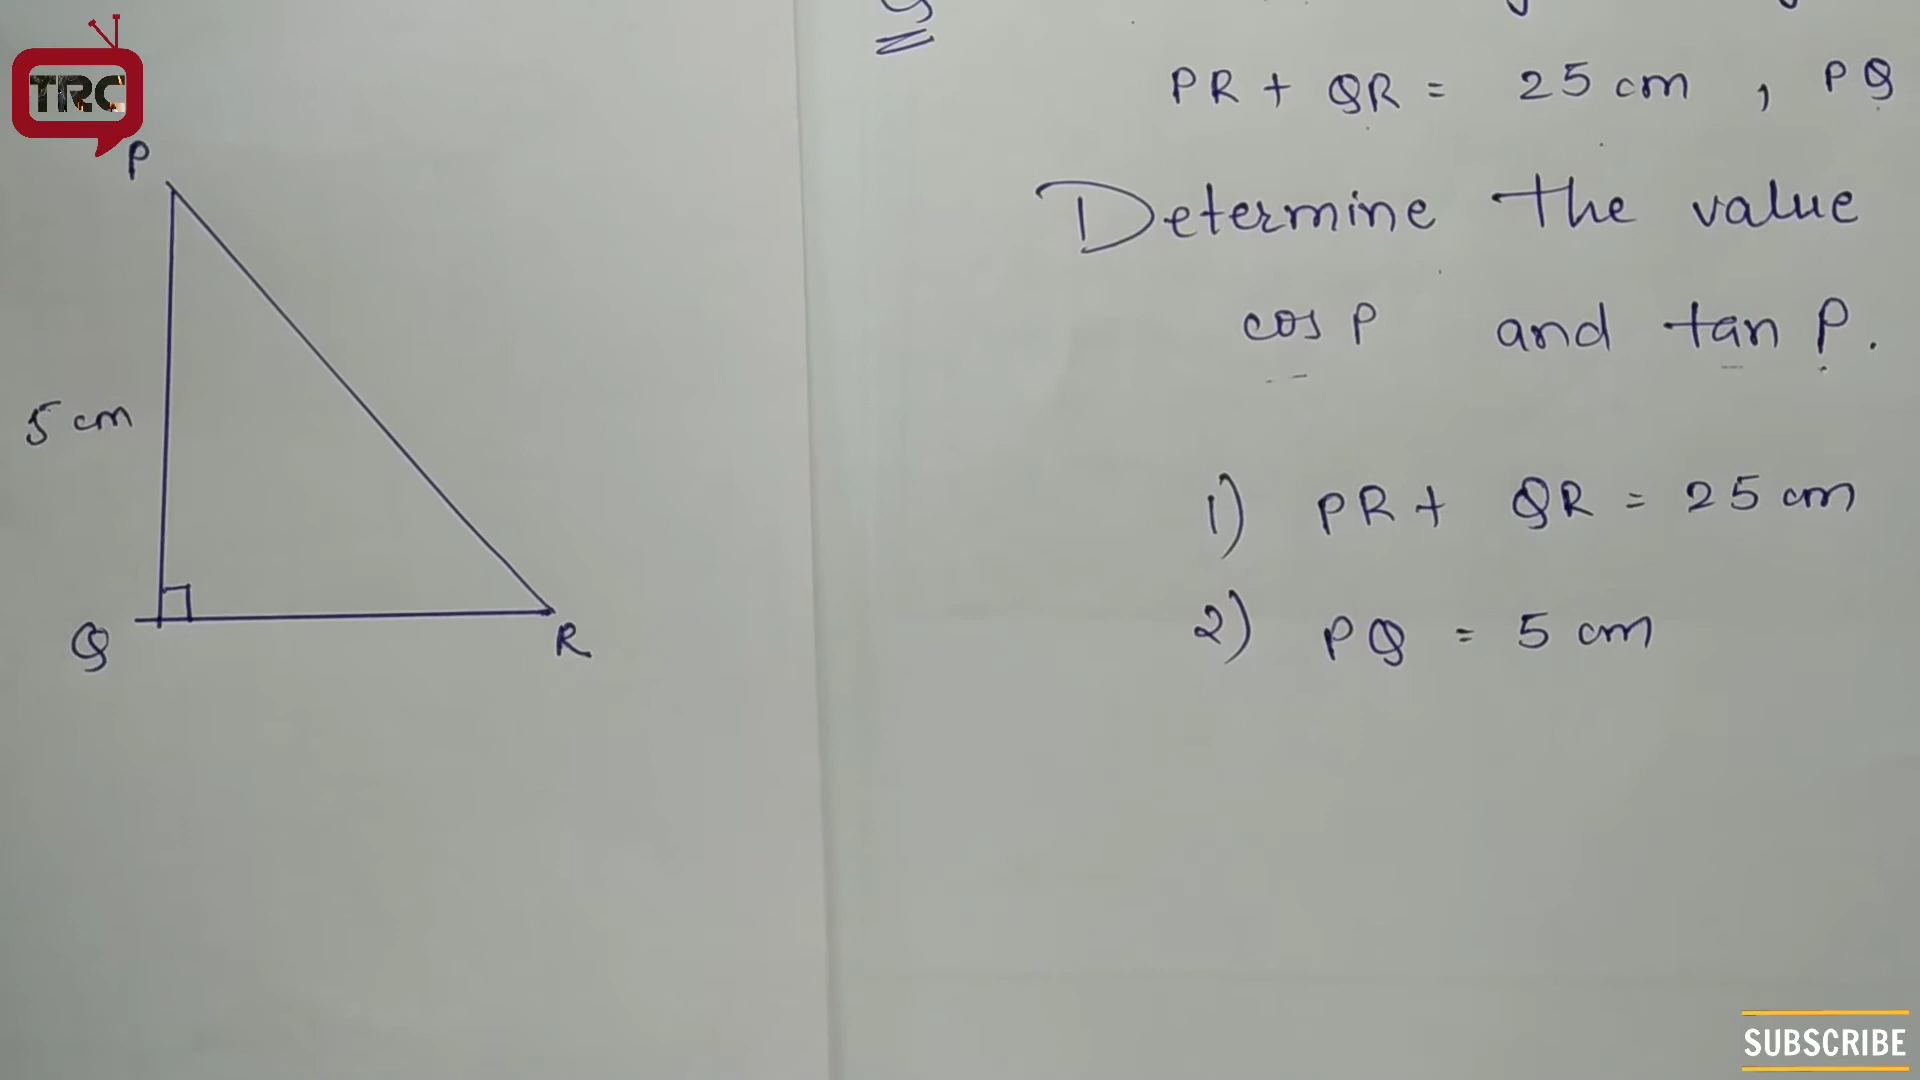 TRC
PR + QR = 25 cm , PQ
Determine the value
cos P and tan P.
P
5 cm
Q
R
1) PR + QR = 25 cm
2) PQ = 5 cm
SUBSCRIBE